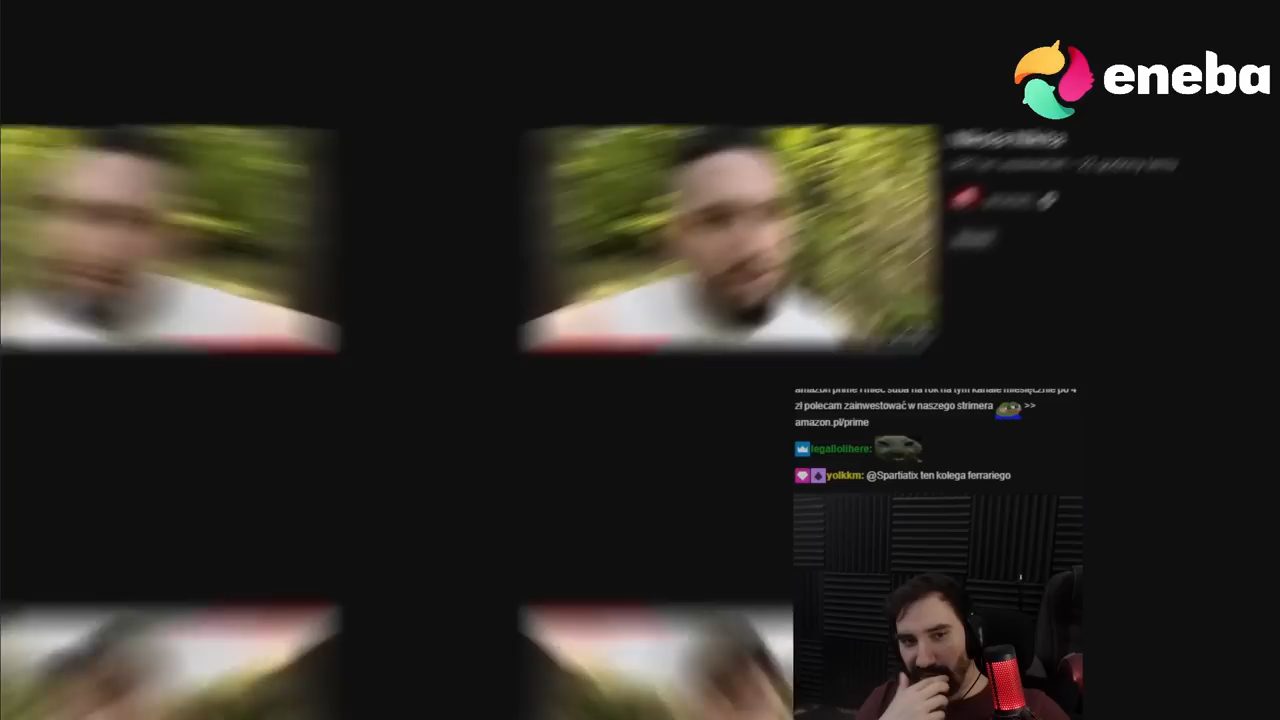 eneba
amazon prime i mieć suba na rok na tym kanale miesięcznie po 4
zł polecam zainwestować w naszego strimera >>
amazon.pl/prime
legallolihere:
yolkkm: @Spartiatix ten kolega ferrariego